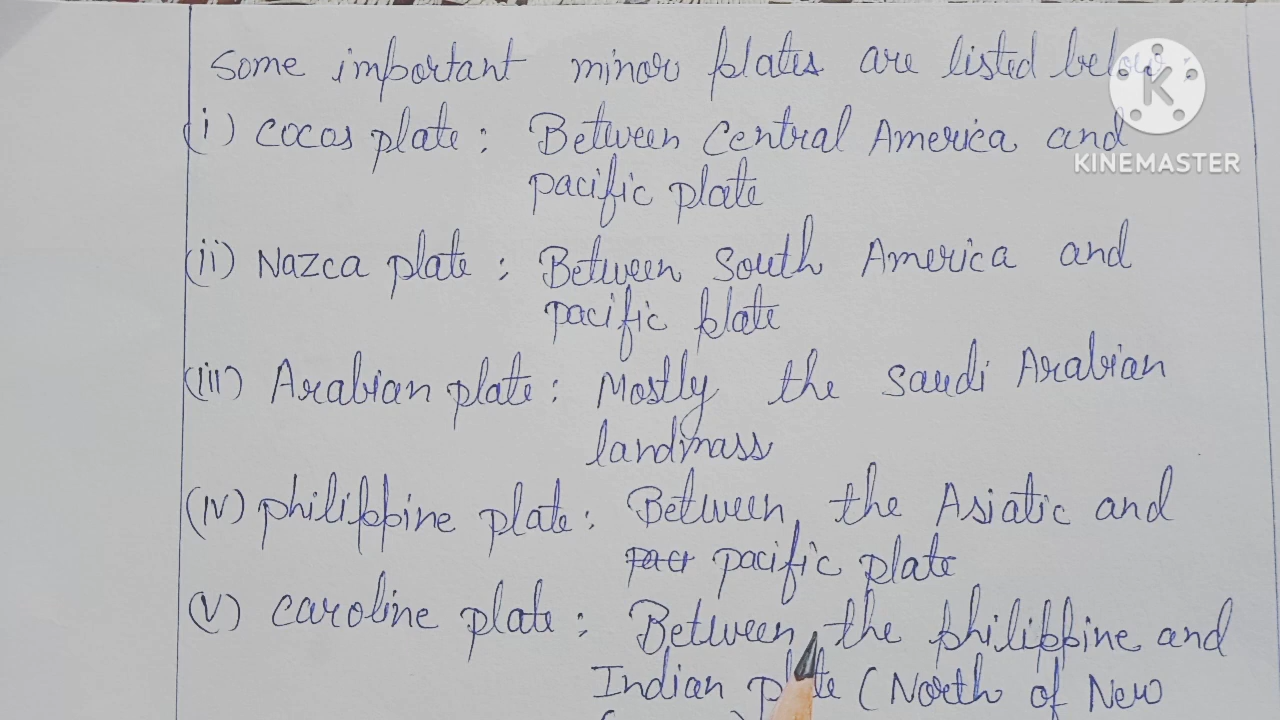 Some important minor plates are listed below
K
KINEMASTER
(i) Cocos plate : Between Central America and
pacific plate
(ii) Nazca plate : Between South America and
pacific plate
(iii) Arabian plate : Mostly the Saudi Arabian
landmass
(iv) philippine plate : Between the Asiatic and
pacific plate
(v) caroline plate : Between the philippine and
Indian plate (North of New